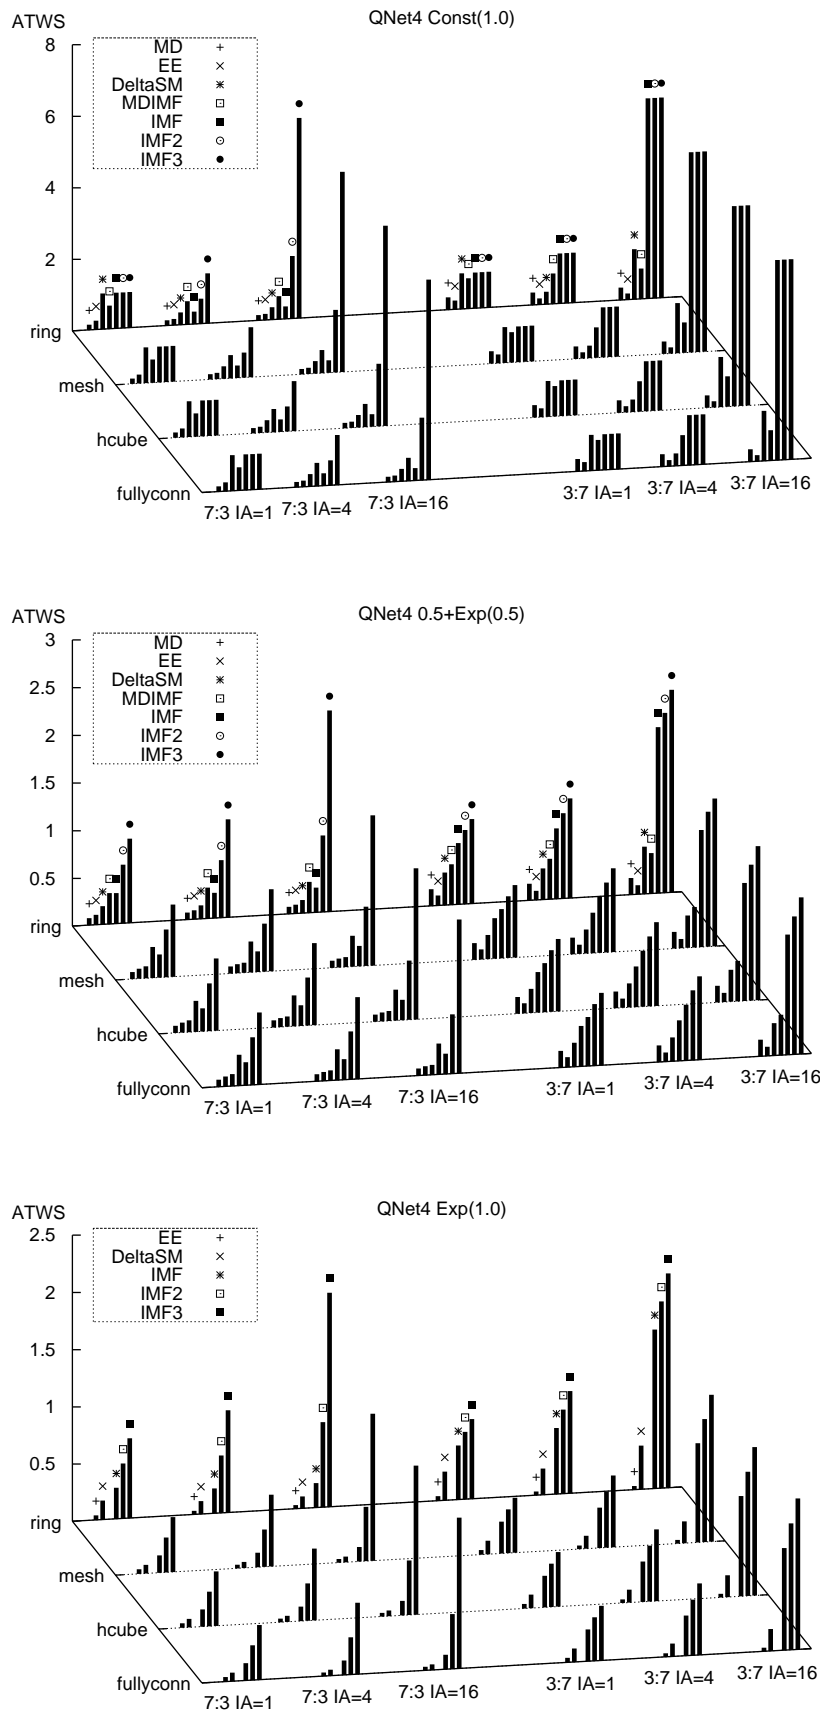 QNet4 Const(1.0)
ATWS
8
6
4
2
MD
EE
DeltaSM
MDIMF
IMF
IMF2
IMF3
ring
mesh
hcube
fullyconn
7:3 IA=1
7:3 IA=4
7:3 IA=16
3:7 IA=1
3:7 IA=4
3:7 IA=16
QNet4 0.5+Exp(0.5)
ATWS
3
2.5
2
1.5
1
0.5
MD
EE
DeltaSM
MDIMF
IMF
IMF2
IMF3
ring
mesh
hcube
fullyconn
7:3 IA=1
7:3 IA=4
7:3 IA=16
3:7 IA=1
3:7 IA=4
3:7 IA=16
QNet4 Exp(1.0)
ATWS
2.5
2
1.5
1
0.5
EE
DeltaSM
IMF
IMF2
IMF3
ring
mesh
hcube
fullyconn
7:3 IA=1
7:3 IA=4
7:3 IA=16
3:7 IA=1
3:7 IA=4
3:7 IA=16